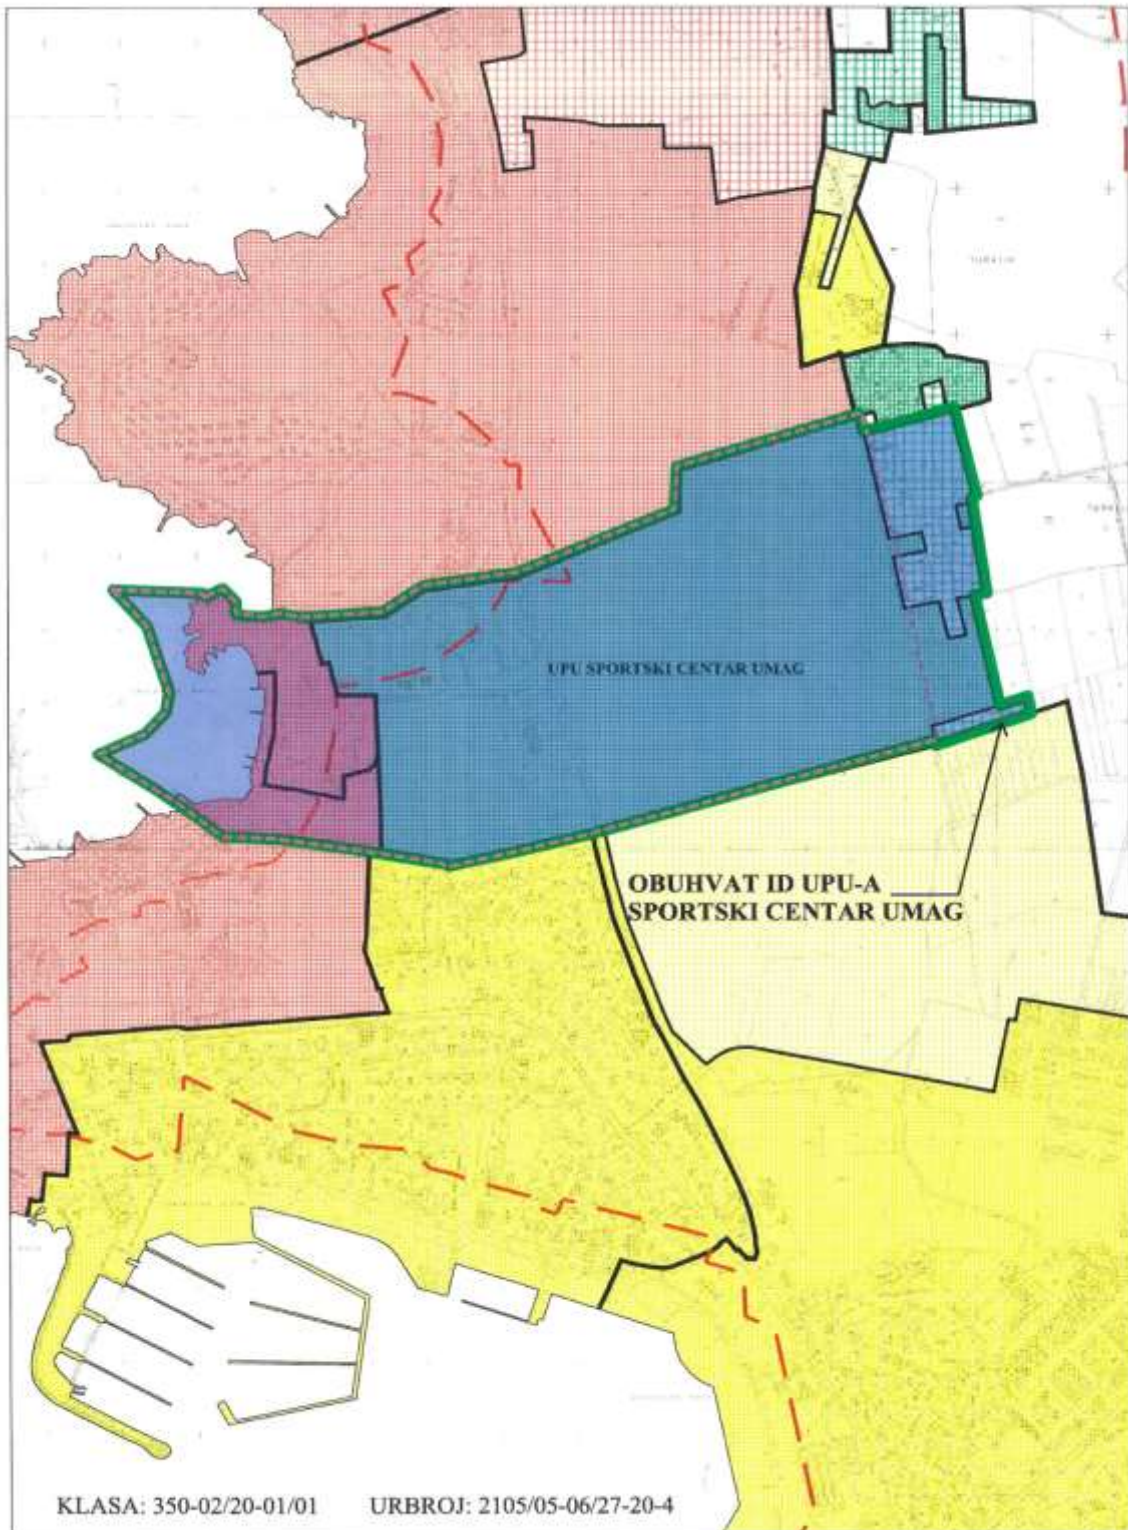 UPU SPORTSKI CENTAR UMAG
OBUHVAT ID UPU-A
SPORTSKI CENTAR UMAG
KLASA: 350-02/20-01/01 URBROJ: 2105/05-06/27-20-4